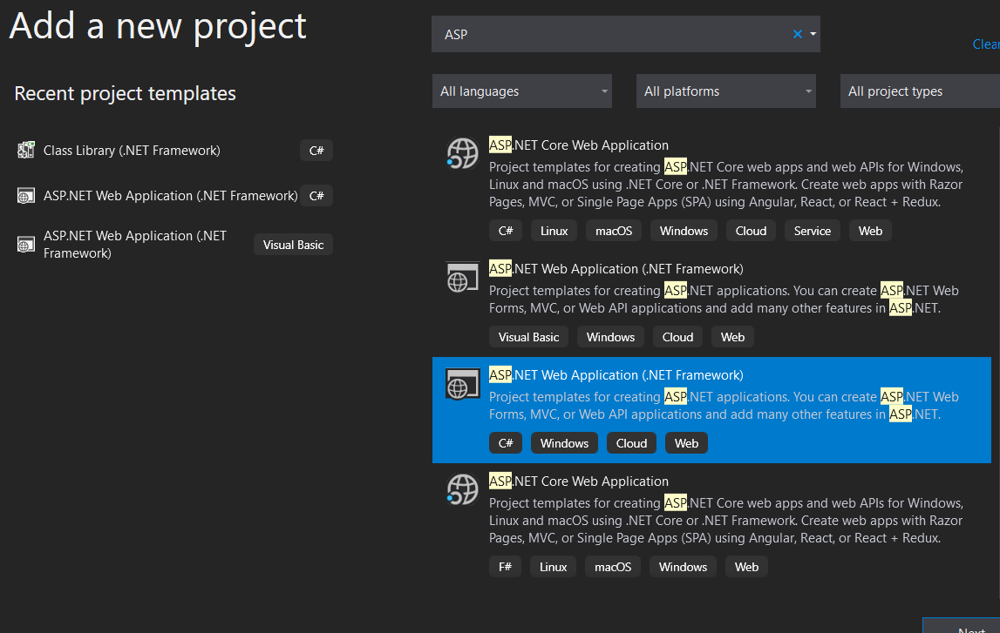 Add a new project
ASP
Clear
Recent project templates
All languages
All platforms
All project types
Class Library (.NET Framework)
C#
ASP.NET Web Application (.NET Framework)
C#
ASP.NET Web Application (.NET
Framework)
Visual Basic
ASP.NET Core Web Application
Project templates for creating ASP.NET Core web apps and web APIs for Windows,
Linux and macOS using .NET Core or .NET Framework. Create web apps with Razor
Pages, MVC, or Single Page Apps (SPA) using Angular, React, or React + Redux.
C# Linux macOS Windows Cloud Service Web
ASP.NET Web Application (.NET Framework)
Project templates for creating ASP.NET applications. You can create ASP.NET Web
Forms, MVC, or Web API applications and add many other features in ASP.NET.
Visual Basic Windows Cloud Web
ASP.NET Web Application (.NET Framework)
Project templates for creating ASP.NET applications. You can create ASP.NET Web
Forms, MVC, or Web API applications and add many other features in ASP.NET.
C# Windows Cloud Web
ASP.NET Core Web Application
Project templates for creating ASP.NET Core web apps and web APIs for Windows,
Linux and macOS using .NET Core or .NET Framework. Create web apps with Razor
Pages, MVC, or Single Page Apps (SPA) using Angular, React, or React + Redux.
F# Linux macOS Windows Web
Next